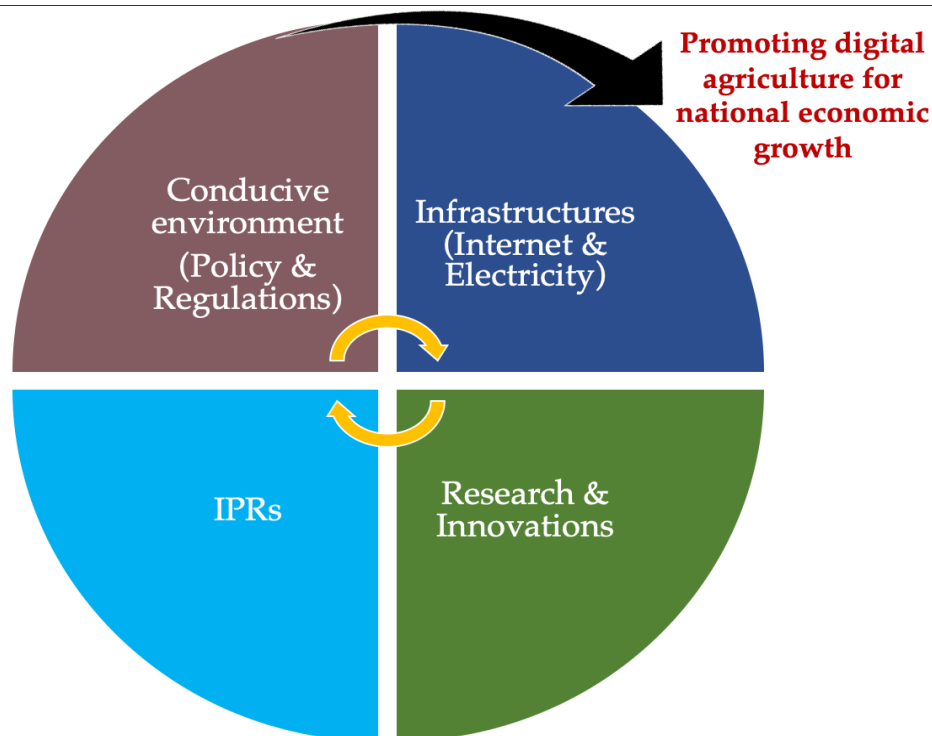 Promoting digital
agriculture for
national economic
growth
Conducive
environment
(Policy &
Regulations)
Infrastructures
(Internet &
Electricity)
IPRs
Research &
Innovations